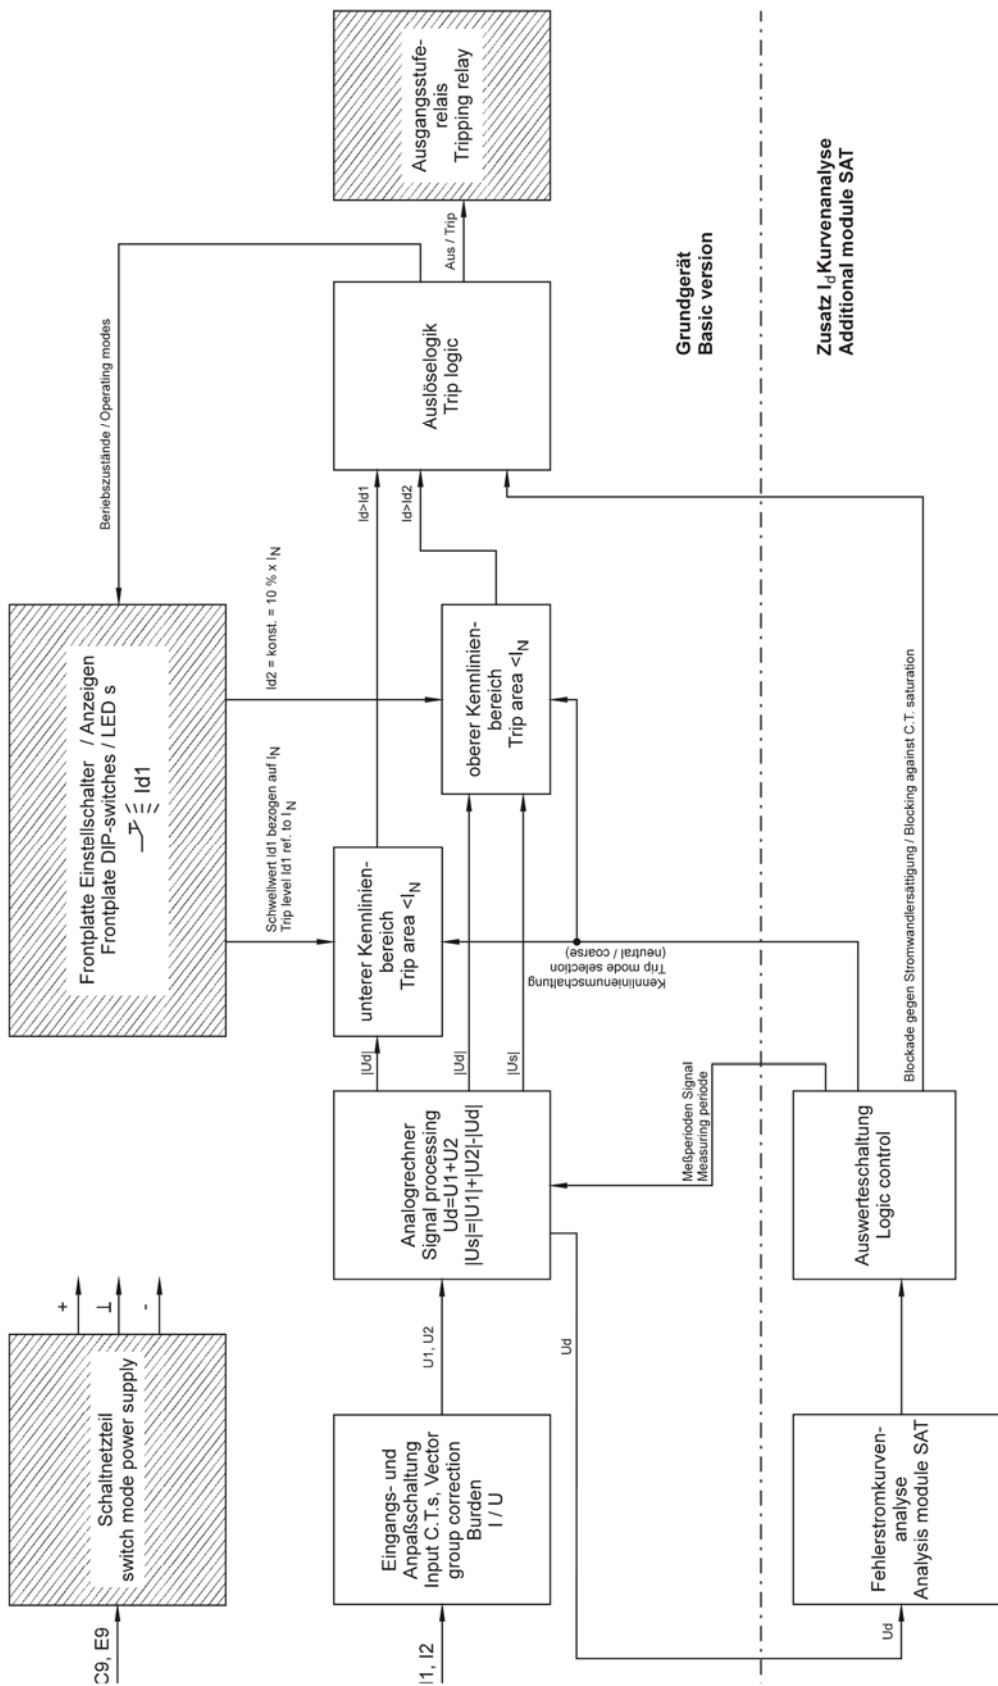 C9, E9
Schaltnetzteil
switch mode power supply
+
⊥
-
Frontplatte Einstellschalter / Anzeigen
Frontplate DIP-switches / LED s
Id1
Beriebszustände / Operating modes
Schwellwert Id1 bezogen auf IN
Trip level Id1 ref. to IN
Id2 = konst. = 10 % x IN
I1, I2
Eingangs- und
Anpaßschaltung
Input C.T.s, Vector
group correction
Burden
I / U
U1, U2
Analogrechner
Signal processing
Ud=U1+U2
|Us|=|U1|+|U2|-|Ud|
|Ud|
|Ud|
|Us|
unterer Kennlinien-
bereich
Trip area <IN
oberer Kennlinien-
bereich
Trip area <IN
Id>Id1
Id>Id2
Auslöselogik
Trip logic
Aus / Trip
Ausgangsstufe-
relais
Tripping relay
Ud
Meßperioden Signal
Measuring periode
Kennlinienumschaltung
Trip mode selection
(neutral / coarse)
Grundgerät
Basic version
Zusatz Id Kurvenanalyse
Additional module SAT
Ud
Fehlerstromkurven-
analyse
Analysis module SAT
Auswerteschaltung
Logic control
Blockade gegen Stromwandlersättigung / Blocking against C.T. saturation